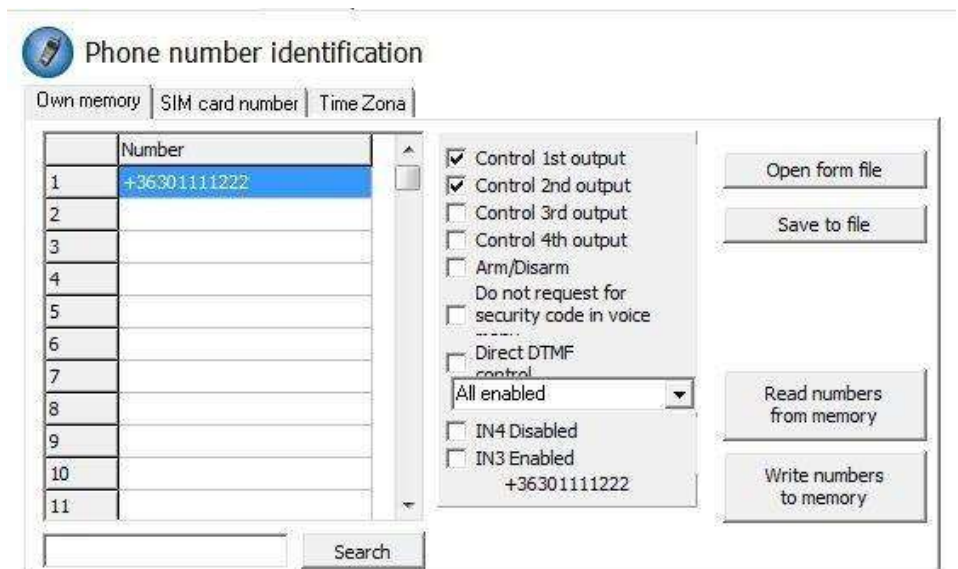 Phone number identification
Own memory
SIM card number
Time Zona
Number
1 +36301111222
2
3
4
5
6
7
8
9
10
11
Search
Control 1st output
Control 2nd output
Control 3rd output
Control 4th output
Arm/Disarm
Do not request for
security code in voice
Direct DTMF
control
All enabled
IN4 Disabled
IN3 Enabled
+36301111222
Open form file
Save to file
Read numbers
from memory
Write numbers
to memory